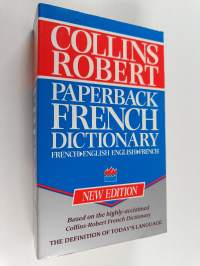 COLLINS
ROBERT
PAPERBACK
FRENCH
DICTIONARY
FRENCH▸ENGLISH ENGLISH▸FRENCH
NEW EDITION
Based on the highly-acclaimed
Collins-Robert French Dictionary
THE DEFINITION OF TODAY'S LANGUAGE